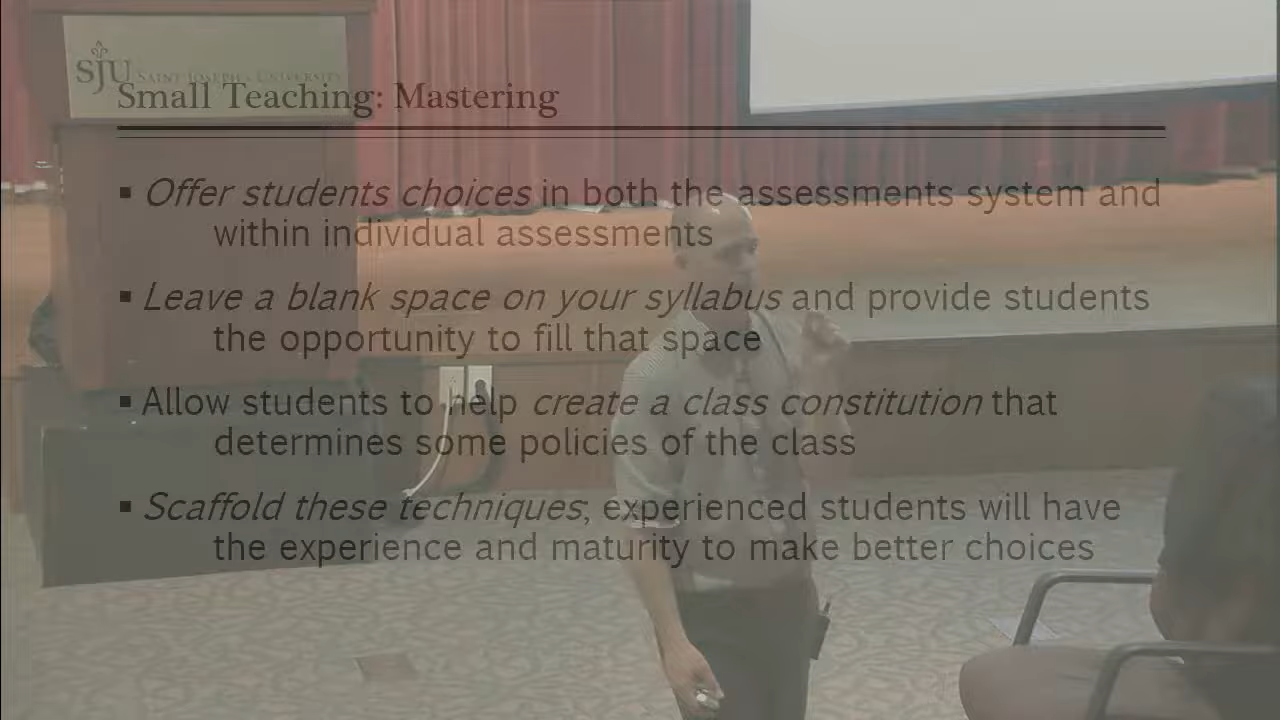 SJU SAINT JOSEPH'S UNIVERSITY
Small Teaching: Mastering
▪ Offer students choices in both the assessments system and
within individual assessments
▪ Leave a blank space on your syllabus and provide students
the opportunity to fill that space
▪ Allow students to help create a class constitution that
determines some policies of the class
▪ Scaffold these techniques; experienced students will have
the experience and maturity to make better choices